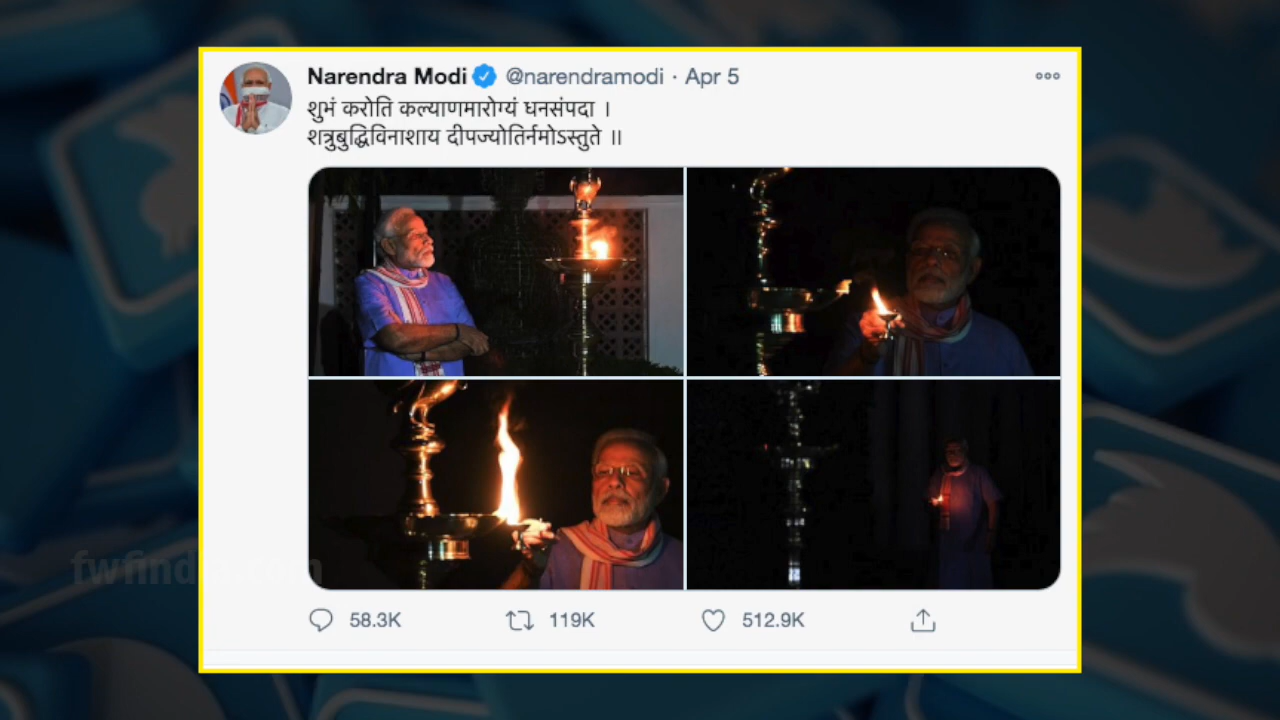 Narendra Modi @narendramodi · Apr 5
शुभं करोति कल्याणमारोग्यं धनसंपदा ।
शत्रुबुद्धिविनाशाय दीपज्योतिर्नमोऽस्तुते ॥
58.3K 119K 512.9K